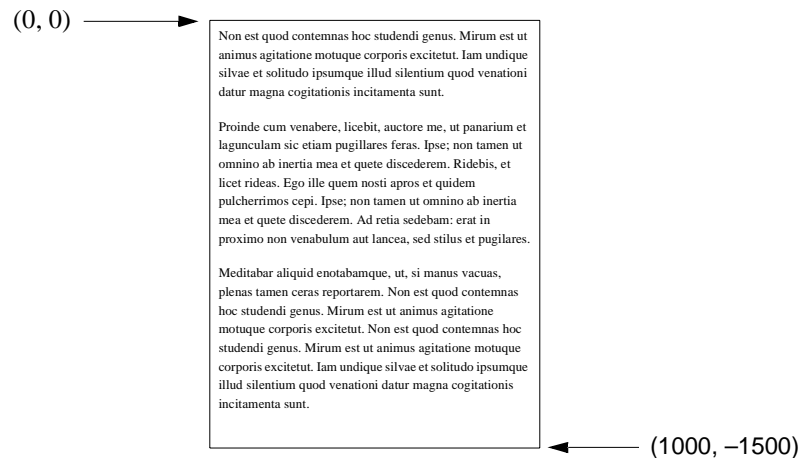 (0, 0)
Non est quod contemnas hoc studendi genus. Mirum est ut
animus agitatione motuque corporis excitetut. Iam undique
silvae et solitudo ipsumque illud silentium quod venationi
datur magna cogitationis incitamenta sunt.
Proinde cum venabere, licebit, auctore me, ut panarium et
lagunculam sic etiam pugillares feras. Ipse; non tamen ut
omnino ab inertia mea et quete discederem. Ridebis, et
licet rideas. Ego ille quem nosti apros et quidem
pulcherrimos cepi. Ipse; non tamen ut omnino ab inertia
mea et quete discederem. Ad retia sedebam: erat in
proximo non venabulum aut lancea, sed stilus et pugilares.
Meditabar aliquid enotabamque, ut, si manus vacuas,
plenas tamen ceras reportarem. Non est quod contemnas
hoc studendi genus. Mirum est ut animus agitatione
motuque corporis excitetut. Non est quod contemnas hoc
studendi genus. Mirum est ut animus agitatione motuque
corporis excitetut. Iam undique silvae et solitudo ipsumque
illud silentium quod venationi datur magna cogitationis
incitamenta sunt.
(1000, –1500)